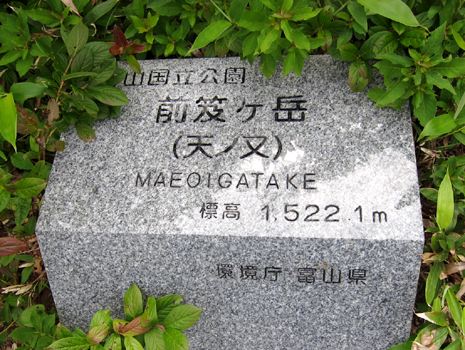 山国立公園
前笈ヶ岳
(天ノ又)
MAEOIGATAKE
標高 1,522.1m
環境庁 富山県